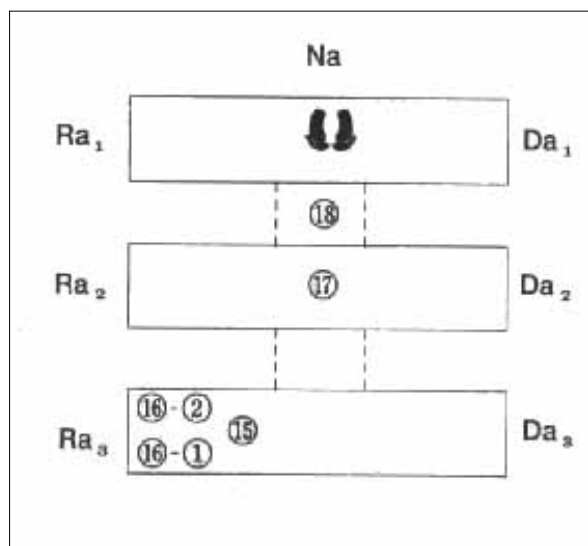 Na
Ra₁ Da₁
⑱
Ra₂ ⑰ Da₂
⑯-②
Ra₃ ⑮ Da₃
⑯-①